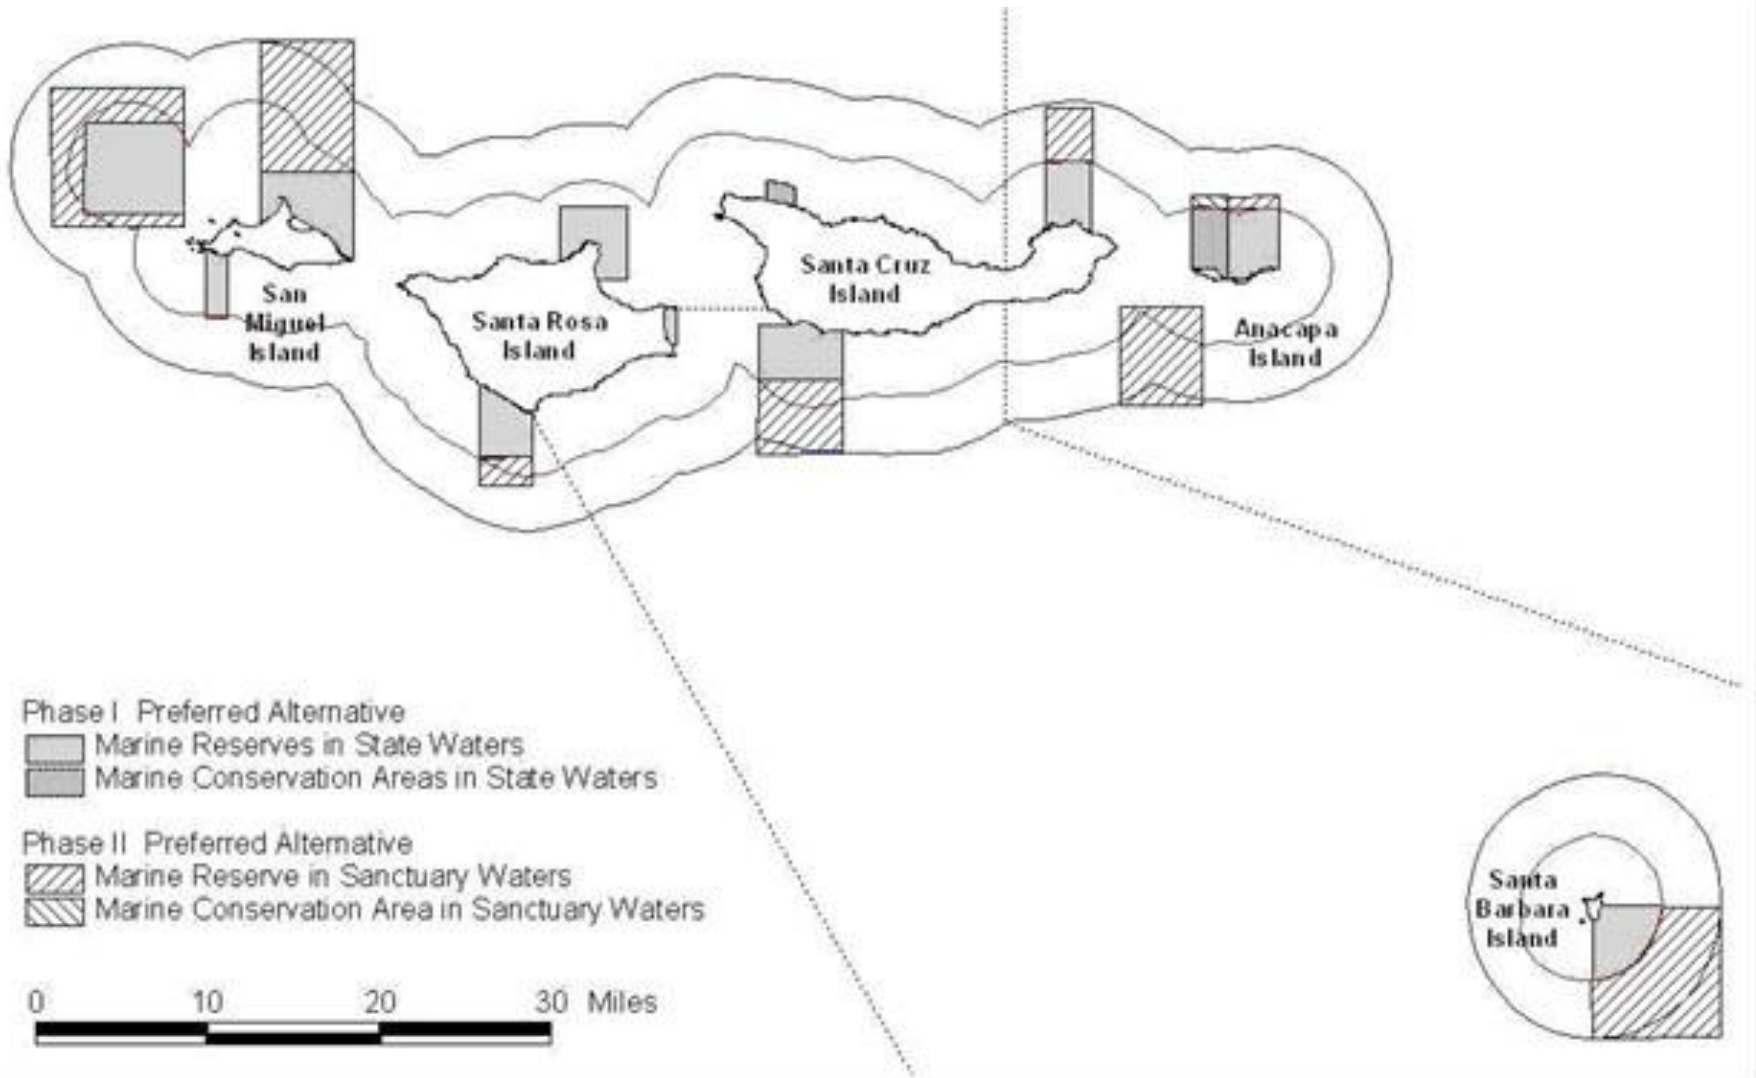 Santa Cruz
Island
San
Miguel
Island
Santa Rosa
Island
Anacapa
Island
Phase I Preferred Alternative
Marine Reserves in State Waters
Marine Conservation Areas in State Waters
Phase II Preferred Alternative
Marine Reserve in Sanctuary Waters
Marine Conservation Area in Sanctuary Waters
Santa
Barbara
Island
0 10 20 30 Miles